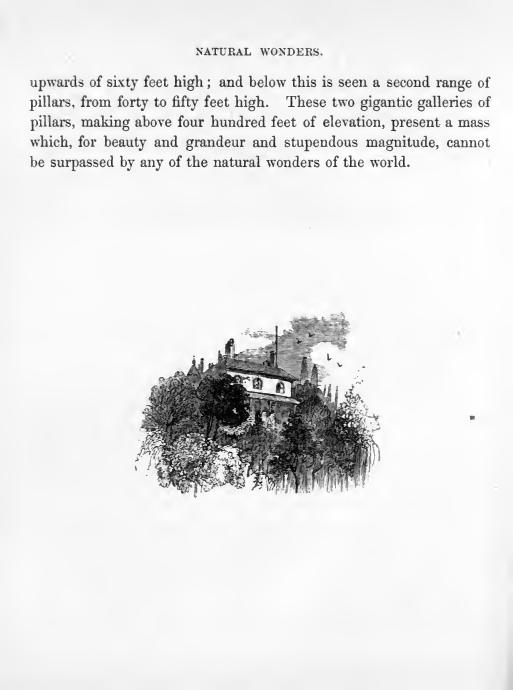 NATURAL WONDERS.
upwards of sixty feet high; and below this is seen a second range of
pillars, from forty to fifty feet high. These two gigantic galleries of
pillars, making above four hundred feet of elevation, present a mass
which, for beauty and grandeur and stupendous magnitude, cannot
be surpassed by any of the natural wonders of the world.